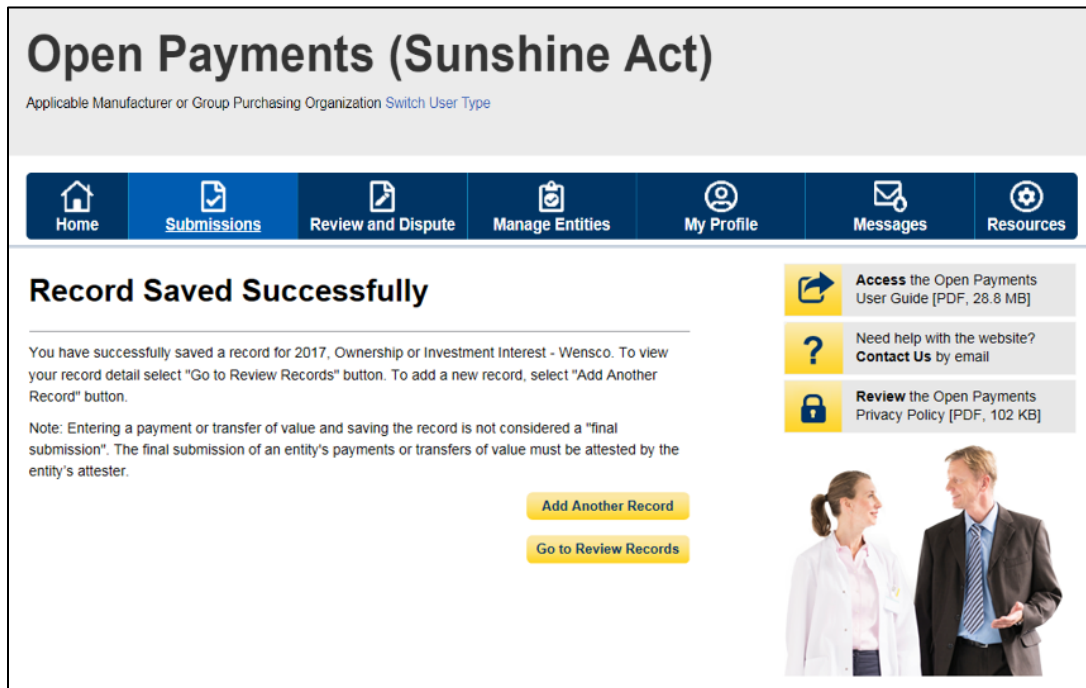 Open Payments (Sunshine Act)
Applicable Manufacturer or Group Purchasing Organization Switch User Type
Home
Submissions
Review and Dispute
Manage Entities
My Profile
Messages
Resources
Record Saved Successfully
You have successfully saved a record for 2017, Ownership or Investment Interest - Wensco. To view
your record detail select "Go to Review Records" button. To add a new record, select "Add Another
Record" button.
Note: Entering a payment or transfer of value and saving the record is not considered a "final
submission". The final submission of an entity's payments or transfers of value must be attested by the
entity’s attester.
Add Another Record
Go to Review Records
Access the Open Payments
User Guide [PDF, 28.8 MB]
?
Need help with the website?
Contact Us by email
Review the Open Payments
Privacy Policy [PDF, 102 KB]